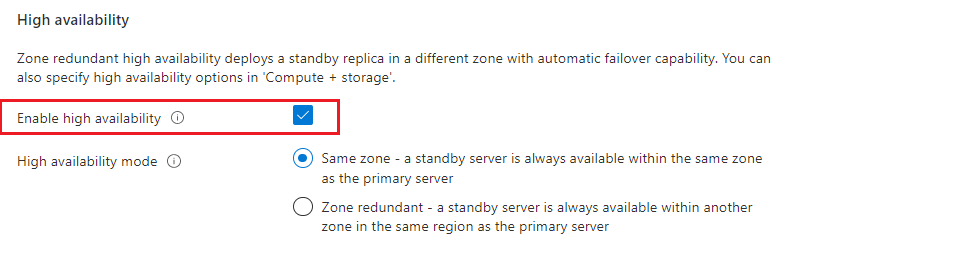 High availability
Zone redundant high availability deploys a standby replica in a different zone with automatic failover capability. You can
also specify high availability options in 'Compute + storage'.
Enable high availability
High availability mode
Same zone - a standby server is always available within the same zone
as the primary server
Zone redundant - a standby server is always available within another
zone in the same region as the primary server